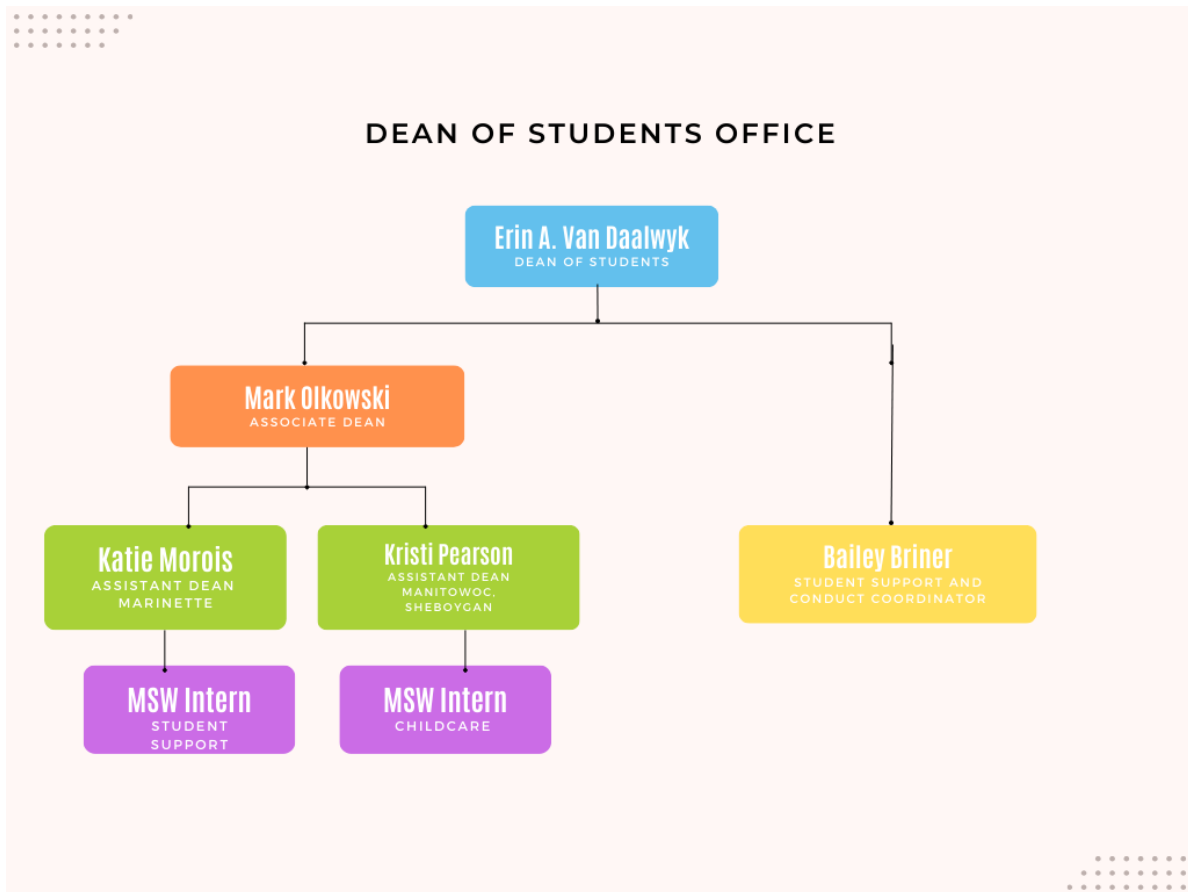 DEAN OF STUDENTS OFFICE
Erin A. Van Daalwyk
DEAN OF STUDENTS
Mark Olkowski
ASSOCIATE DEAN
Katie Morois
ASSISTANT DEAN
MARINETTE
Kristi Pearson
ASSISTANT DEAN
MANITOWOC,
SHEBOYGAN
Bailey Briner
STUDENT SUPPORT AND
CONDUCT COORDINATOR
MSW Intern
STUDENT
SUPPORT
MSW Intern
CHILDCARE